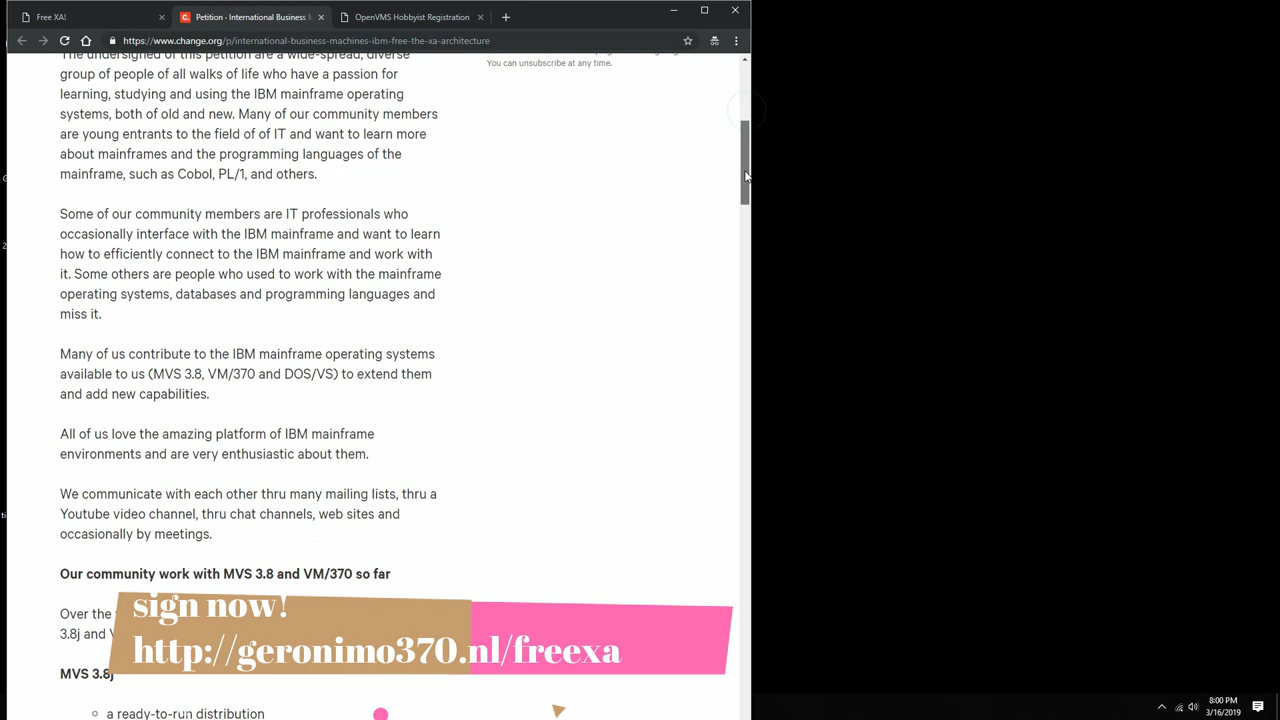 Free XA!
Petition - International Business M
OpenVMS Hobbyist Registration
https://www.change.org/p/international-business-machines-ibm-free-the-xa-architecture
The undersigned of this petition are a wide-spread, diverse
group of people of all walks of life who have a passion for
learning, studying and using the IBM mainframe operating
systems, both of old and new. Many of our community members
are young entrants to the field of of IT and want to learn more
about mainframes and the programming languages of the
mainframe, such as Cobol, PL/1, and others.
You can unsubscribe at any time.
Some of our community members are IT professionals who
occasionally interface with the IBM mainframe and want to learn
how to efficiently connect to the IBM mainframe and work with
it. Some others are people who used to work with the mainframe
operating systems, databases and programming languages and
miss it.
Many of us contribute to the IBM mainframe operating systems
available to us (MVS 3.8, VM/370 and DOS/VS) to extend them
and add new capabilities.
All of us love the amazing platform of IBM mainframe
environments and are very enthusiastic about them.
We communicate with each other thru many mailing lists, thru a
Youtube video channel, thru chat channels, web sites and
occasionally by meetings.
Our community work with MVS 3.8 and VM/370 so far
Over the
3.8j and
MVS 3.8j
a ready-to-run distribution
sign now!
http://geronimo370.nl/freexa
8:00 PM
3/16/2019